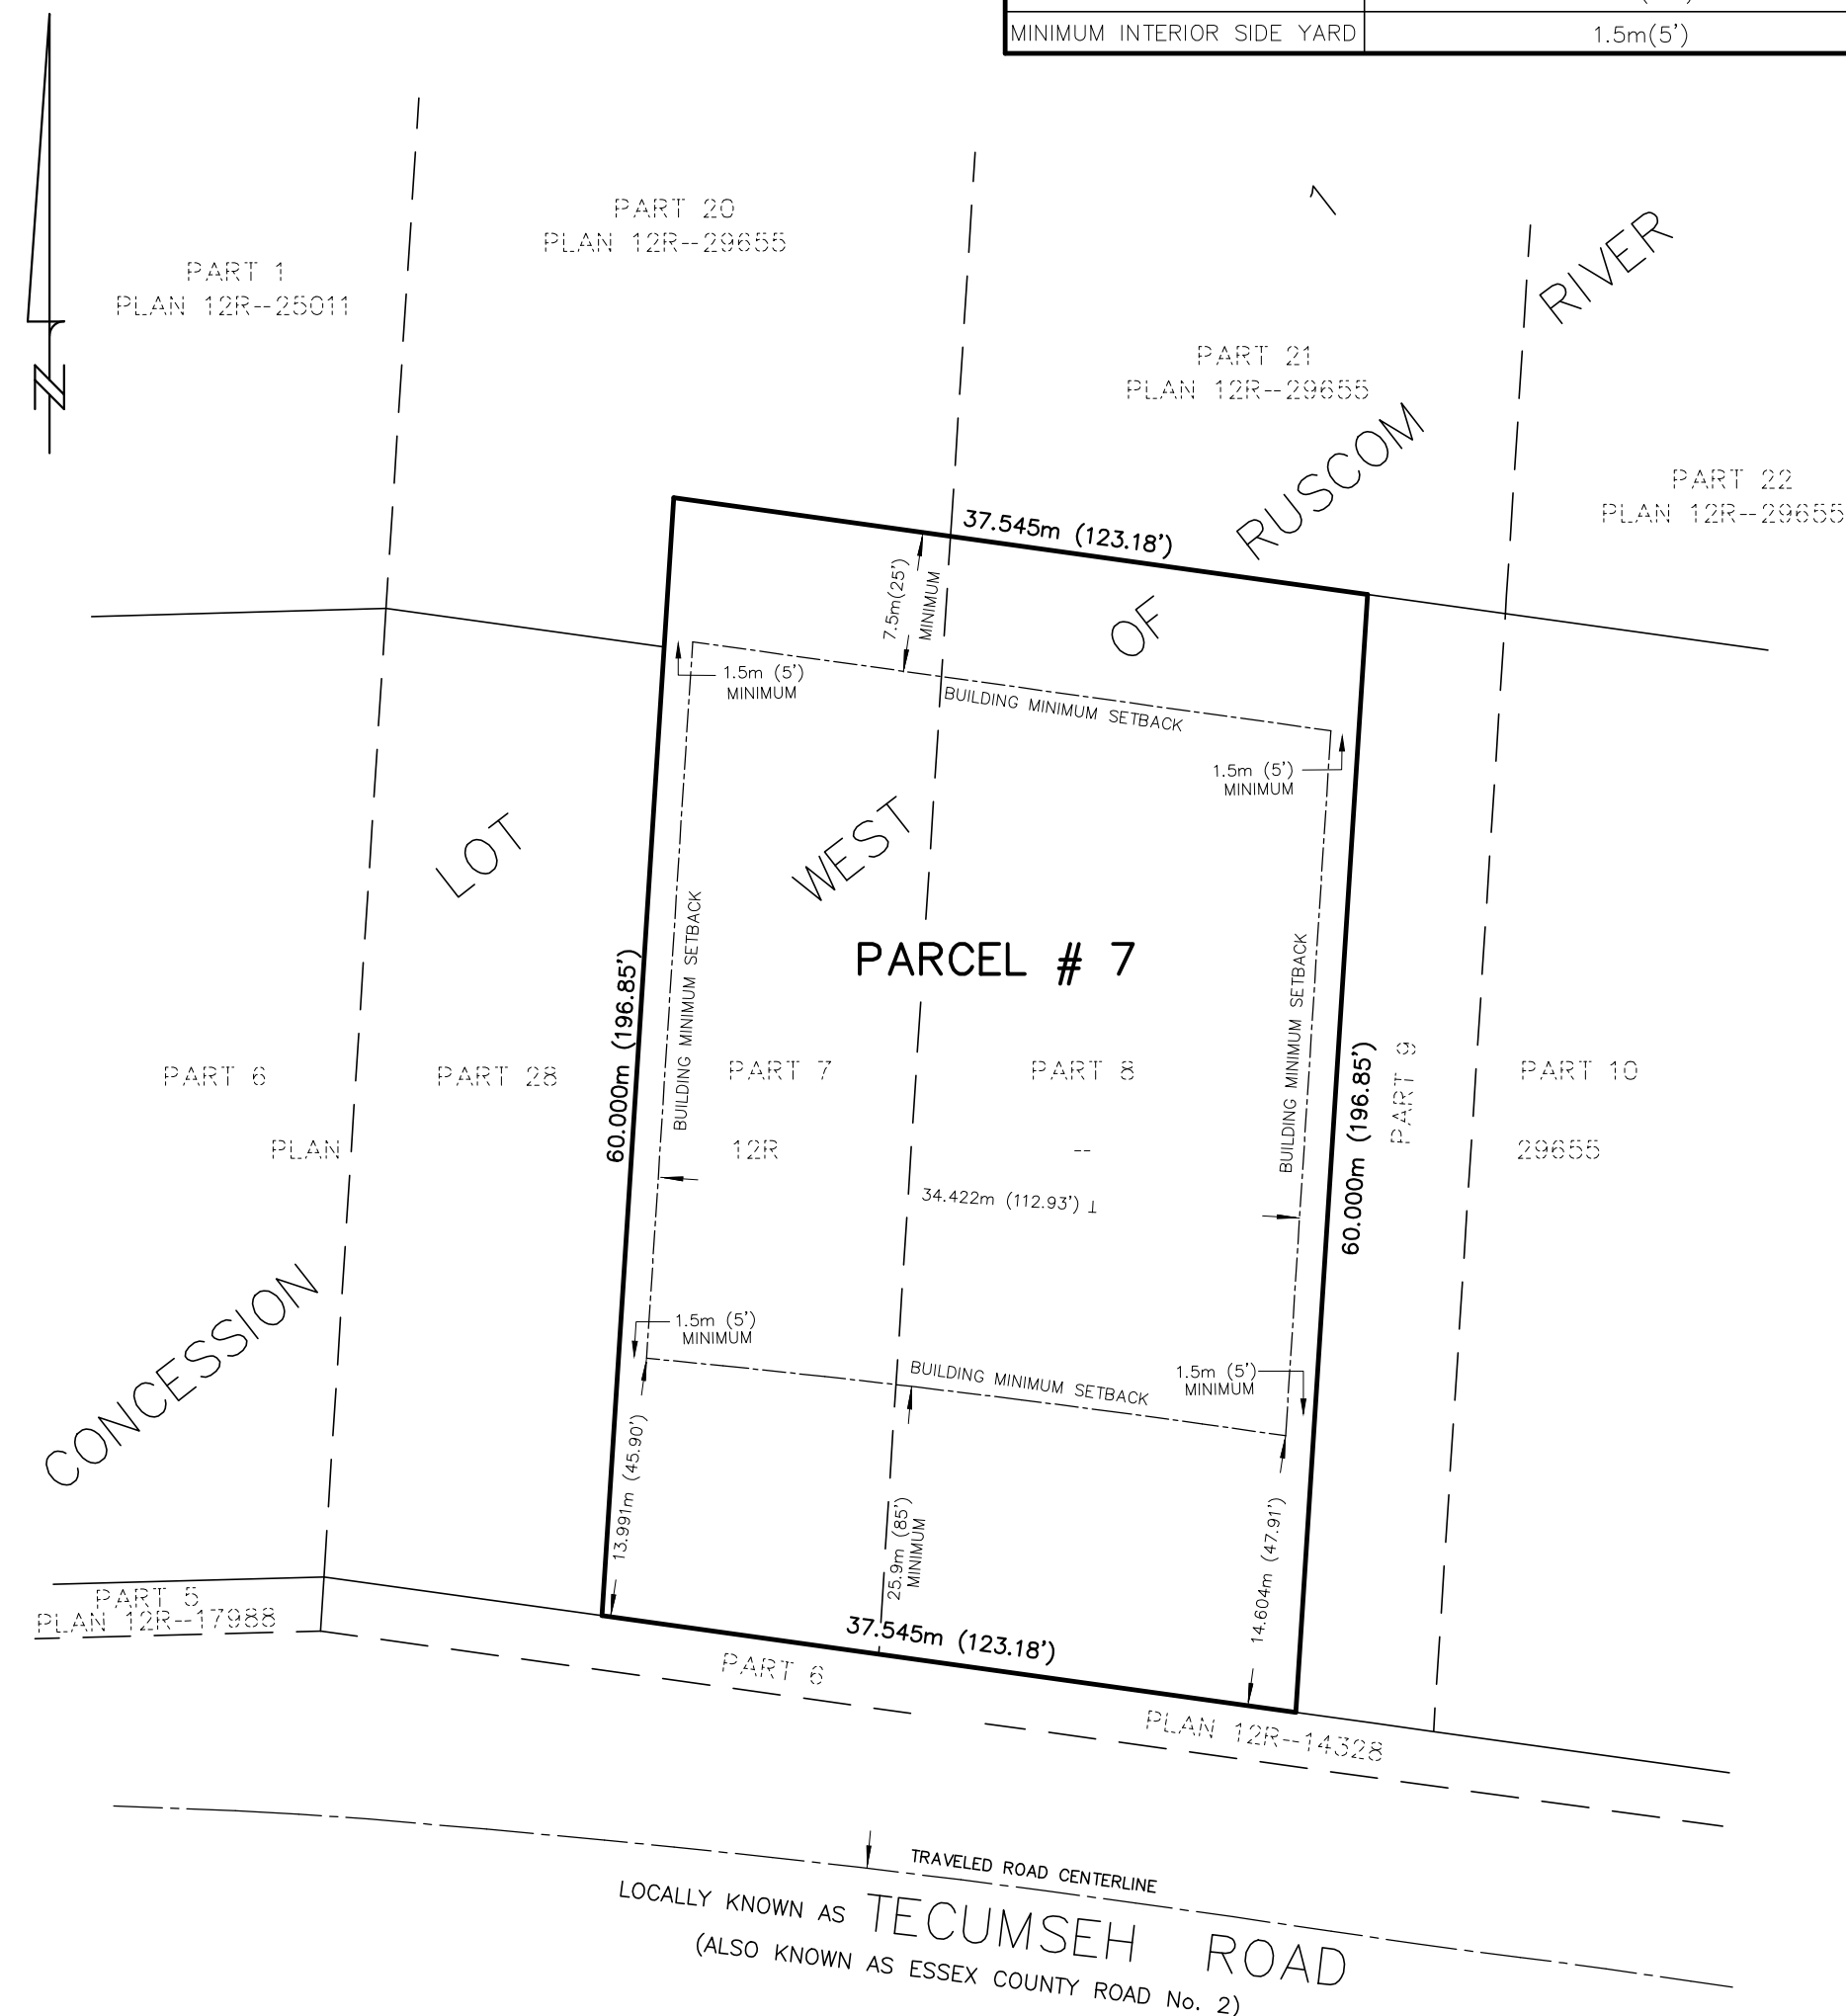 MINIMUM INTERIOR SIDE YARD
1.5m(5')
N
PART 20
PLAN 12R--29655
PART 1
PLAN 12R--25011
1
RIVER
PART 21
PLAN 12R--29655
RUSCOM
PART 22
PLAN 12R--29655
37.545m (123.18')
7.5m(25')
MINIMUM
OF
1.5m (5')
MINIMUM
BUILDING MINIMUM SETBACK
1.5m (5')
MINIMUM
LOT
WEST
BUILDING MINIMUM SETBACK
PARCEL # 7
BUILDING MINIMUM SETBACK
60.000m (196.85')
PART 6
PART 28
PART 7
PART 8
60.000m (196.85')
PART 9
PART 10
PLAN
12R
--
29655
34.422m (112.93') ⊥
CONCESSION
1.5m (5')
MINIMUM
BUILDING MINIMUM SETBACK
1.5m (5')
MINIMUM
13.991m (45.90')
25.9m (85')
MINIMUM
14.604m (47.91')
PART 5
PLAN 12R--17988
37.545m (123.18')
PART 6
PLAN 12R--14328
TRAVELED ROAD CENTERLINE
LOCALLY KNOWN AS TECUMSEH ROAD
(ALSO KNOWN AS ESSEX COUNTY ROAD No. 2)